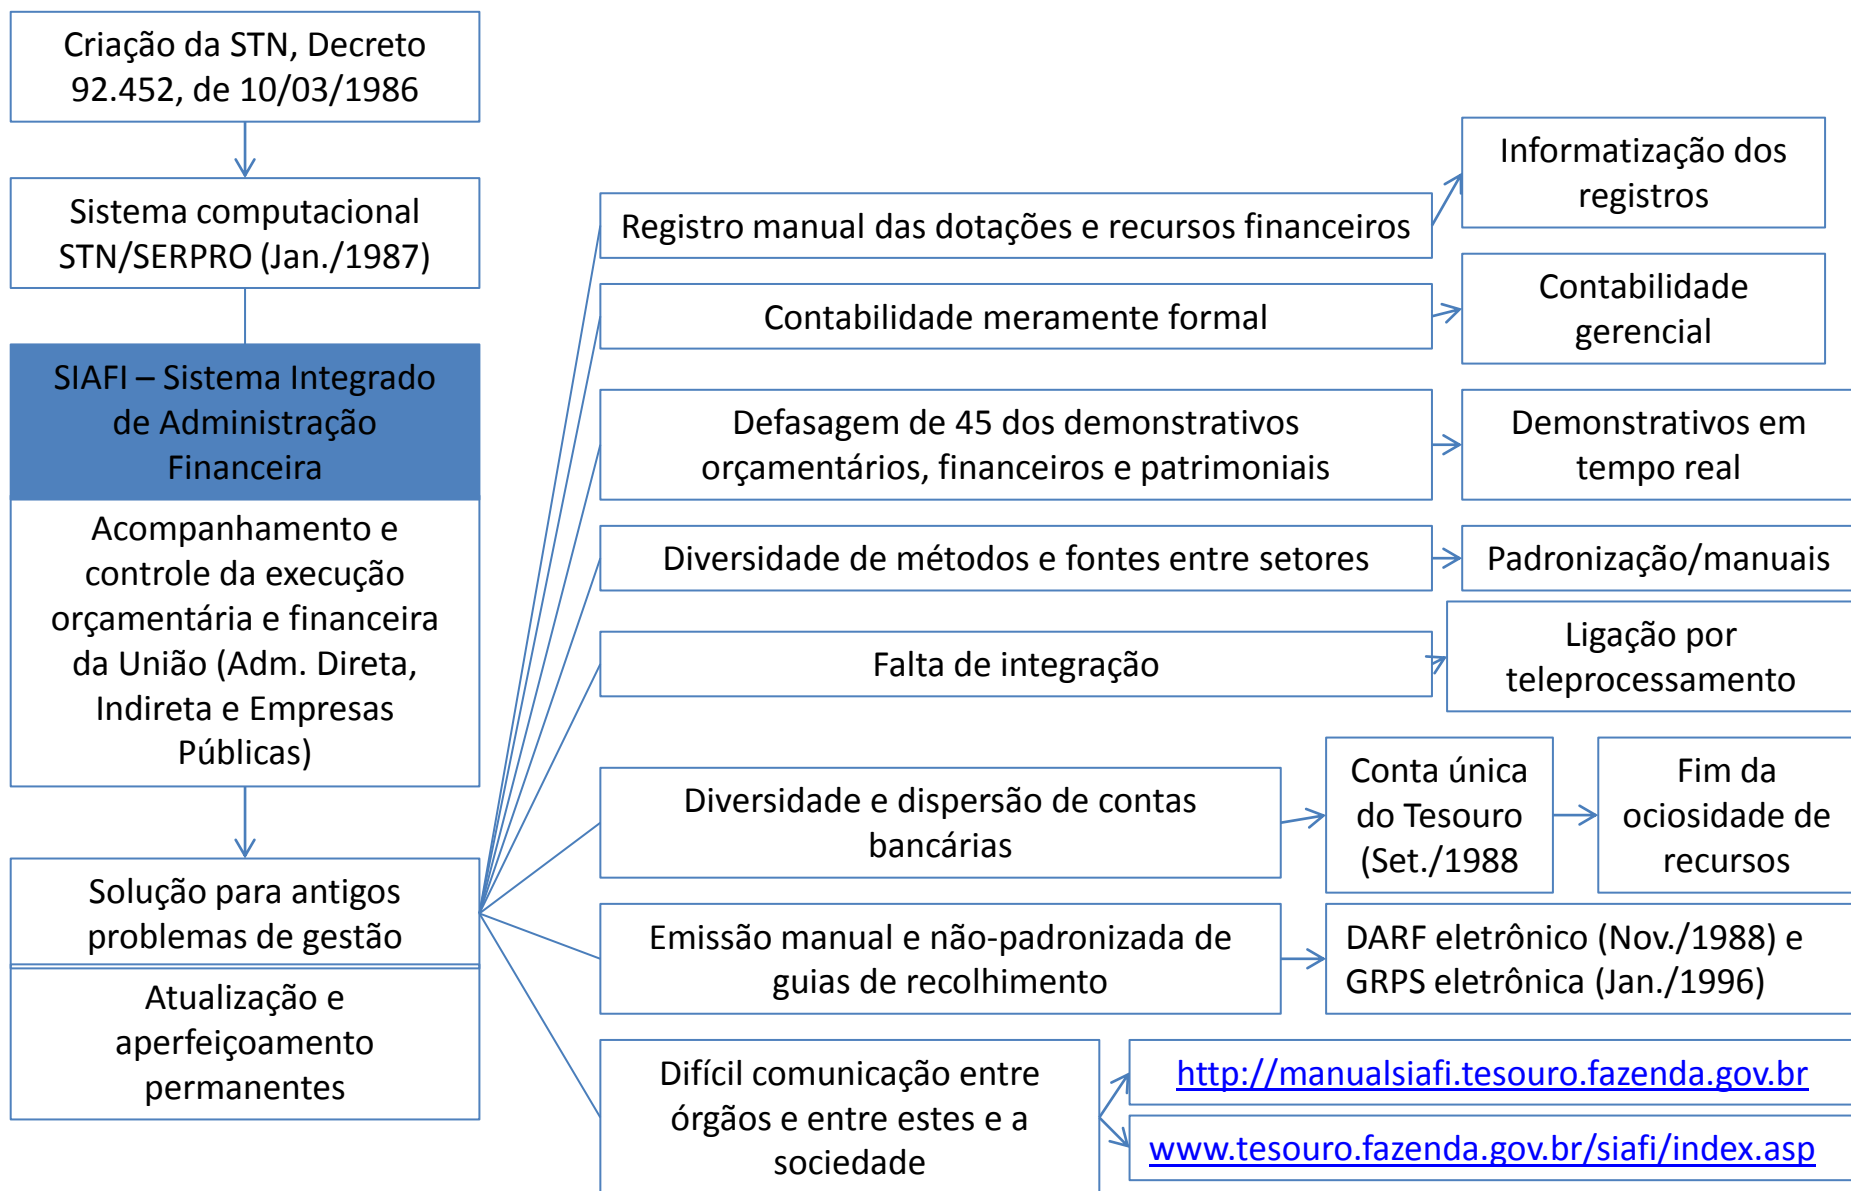 Criação da STN, Decreto
92.452, de 10/03/1986
Sistema computacional
STN/SERPRO (Jan./1987)
SIAFI – Sistema Integrado
de Administração
Financeira
Acompanhamento e
controle da execução
orçamentária e financeira
da União (Adm. Direta,
Indireta e Empresas
Públicas)
Solução para antigos
problemas de gestão
Atualização e
aperfeiçoamento
permanentes
Registro manual das dotações e recursos financeiros
Informatização dos
registros
Contabilidade meramente formal
Contabilidade
gerencial
Defasagem de 45 dos demonstrativos
orçamentários, financeiros e patrimoniais
Demonstrativos em
tempo real
Diversidade de métodos e fontes entre setores
Padronização/manuais
Falta de integração
Ligação por
teleprocessamento
Diversidade e dispersão de contas
bancárias
Conta única
do Tesouro
(Set./1988
Fim da
ociosidade de
recursos
Emissão manual e não-padronizada de
guias de recolhimento
DARF eletrônico (Nov./1988) e
GRPS eletrônica (Jan./1996)
Difícil comunicação entre
órgãos e entre estes e a
sociedade
http://manualsiafi.tesouro.fazenda.gov.br
www.tesouro.fazenda.gov.br/siafi/index.asp